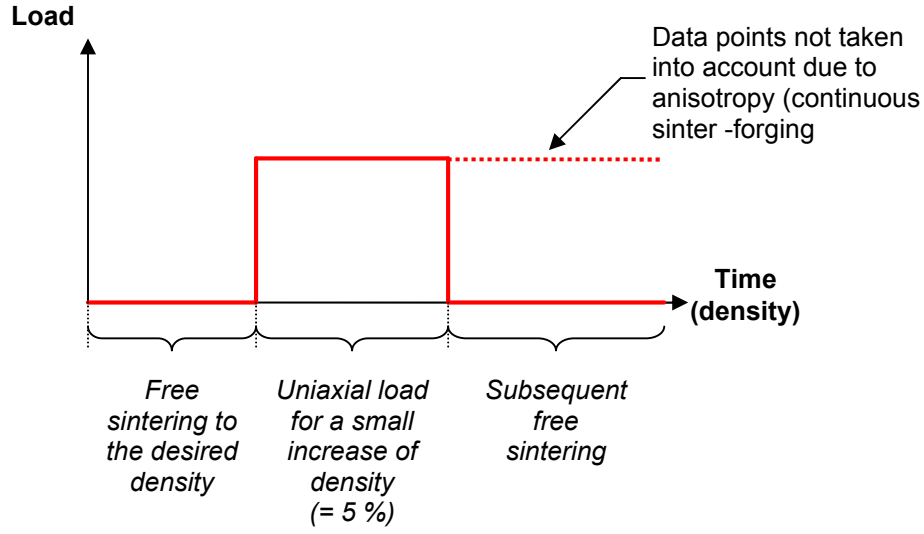 Load
Data points not taken
into account due to
anisotropy (continuous
sinter -forging
Time
(density)
Free
sintering to
the desired
density
Uniaxial load
for a small
increase of
density
(= 5 %)
Subsequent
free
sintering